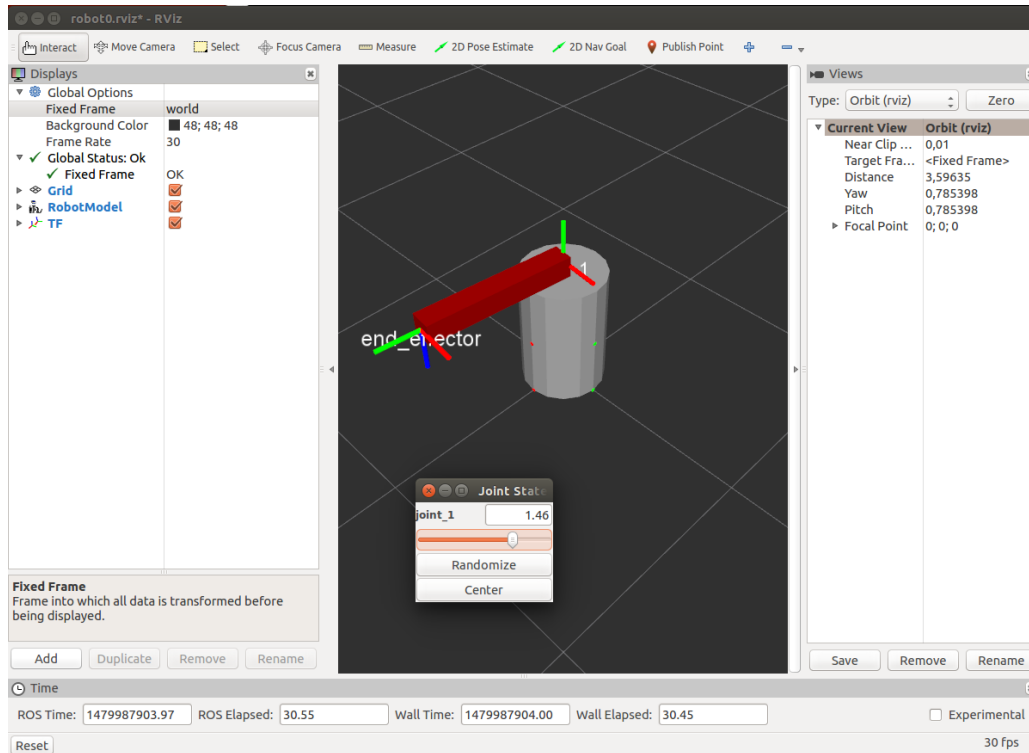 robot0.rviz* - RViz
Interact Move Camera Select Focus Camera Measure 2D Pose Estimate 2D Nav Goal Publish Point
Displays
Global Options
Fixed Frame world
Background Color 48; 48; 48
Frame Rate 30
Global Status: Ok
Fixed Frame OK
Grid
RobotModel
TF
Fixed Frame
Frame into which all data is transformed before
being displayed.
Add Duplicate Remove Rename
1
end_effector
Joint State
joint_1 1.46
Randomize
Center
Views
Type: Orbit (rviz) Zero
Current View Orbit (rviz)
Near Clip ... 0,01
Target Fra... <Fixed Frame>
Distance 3,59635
Yaw 0,785398
Pitch 0,785398
Focal Point 0; 0; 0
Save Remove Rename
Time
ROS Time: 1479987903.97 ROS Elapsed: 30.55 Wall Time: 1479987904.00 Wall Elapsed: 30.45 Experimental
Reset 30 fps